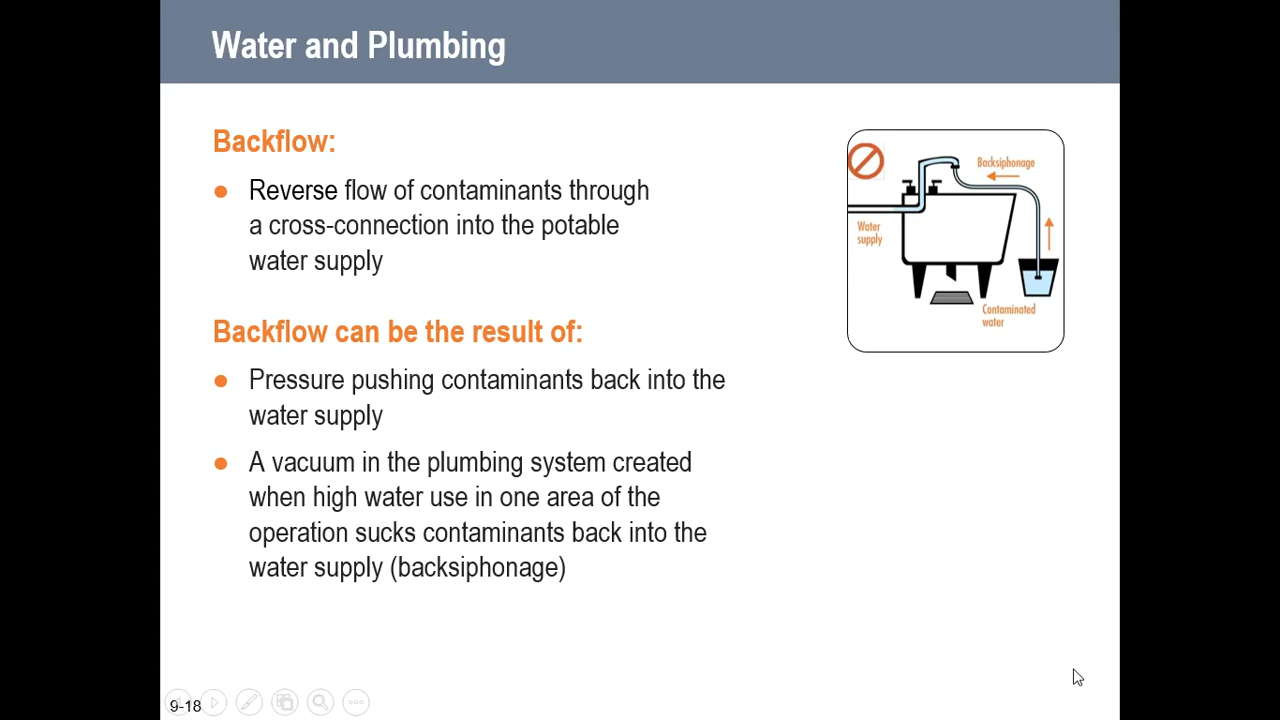 Water and Plumbing
Backflow:
Reverse flow of contaminants through
a cross-connection into the potable
water supply
Backflow can be the result of:
Pressure pushing contaminants back into the
water supply
A vacuum in the plumbing system created
when high water use in one area of the
operation sucks contaminants back into the
water supply (backsiphonage)
Backsiphonage
Water
supply
Contaminated
water
9-18